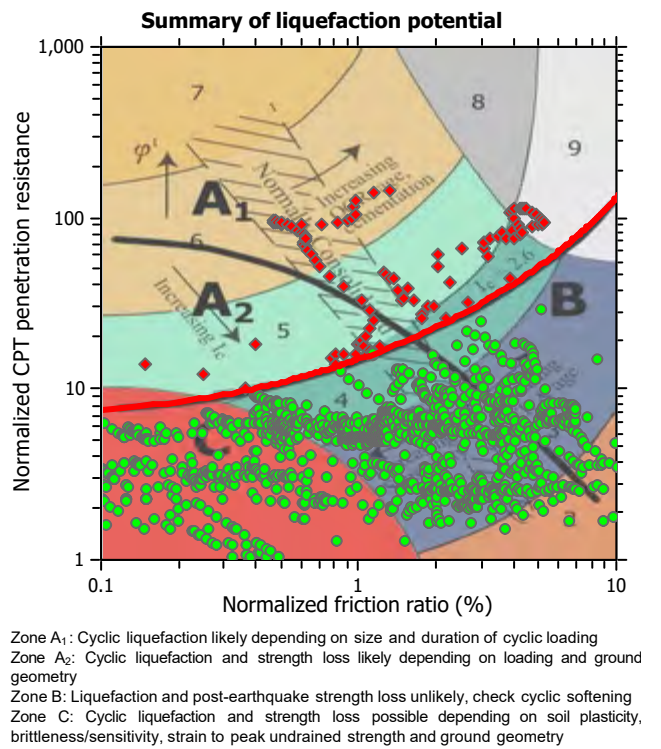 Summary of liquefaction potential
1,000
7
8
9
φ'
Increasing
cementation
A1
100
6
A2
Increasing Ic
5
2.6
B
Normalized CPT penetration resistance
10
4
C
1
0.1
1
10
Normalized friction ratio (%)
Zone A1: Cyclic liquefaction likely depending on size and duration of cyclic loading
Zone A2: Cyclic liquefaction and strength loss likely depending on loading and ground
geometry
Zone B: Liquefaction and post-earthquake strength loss unlikely, check cyclic softening
Zone C: Cyclic liquefaction and strength loss possible depending on soil plasticity,
brittleness/sensitivity, strain to peak undrained strength and ground geometry